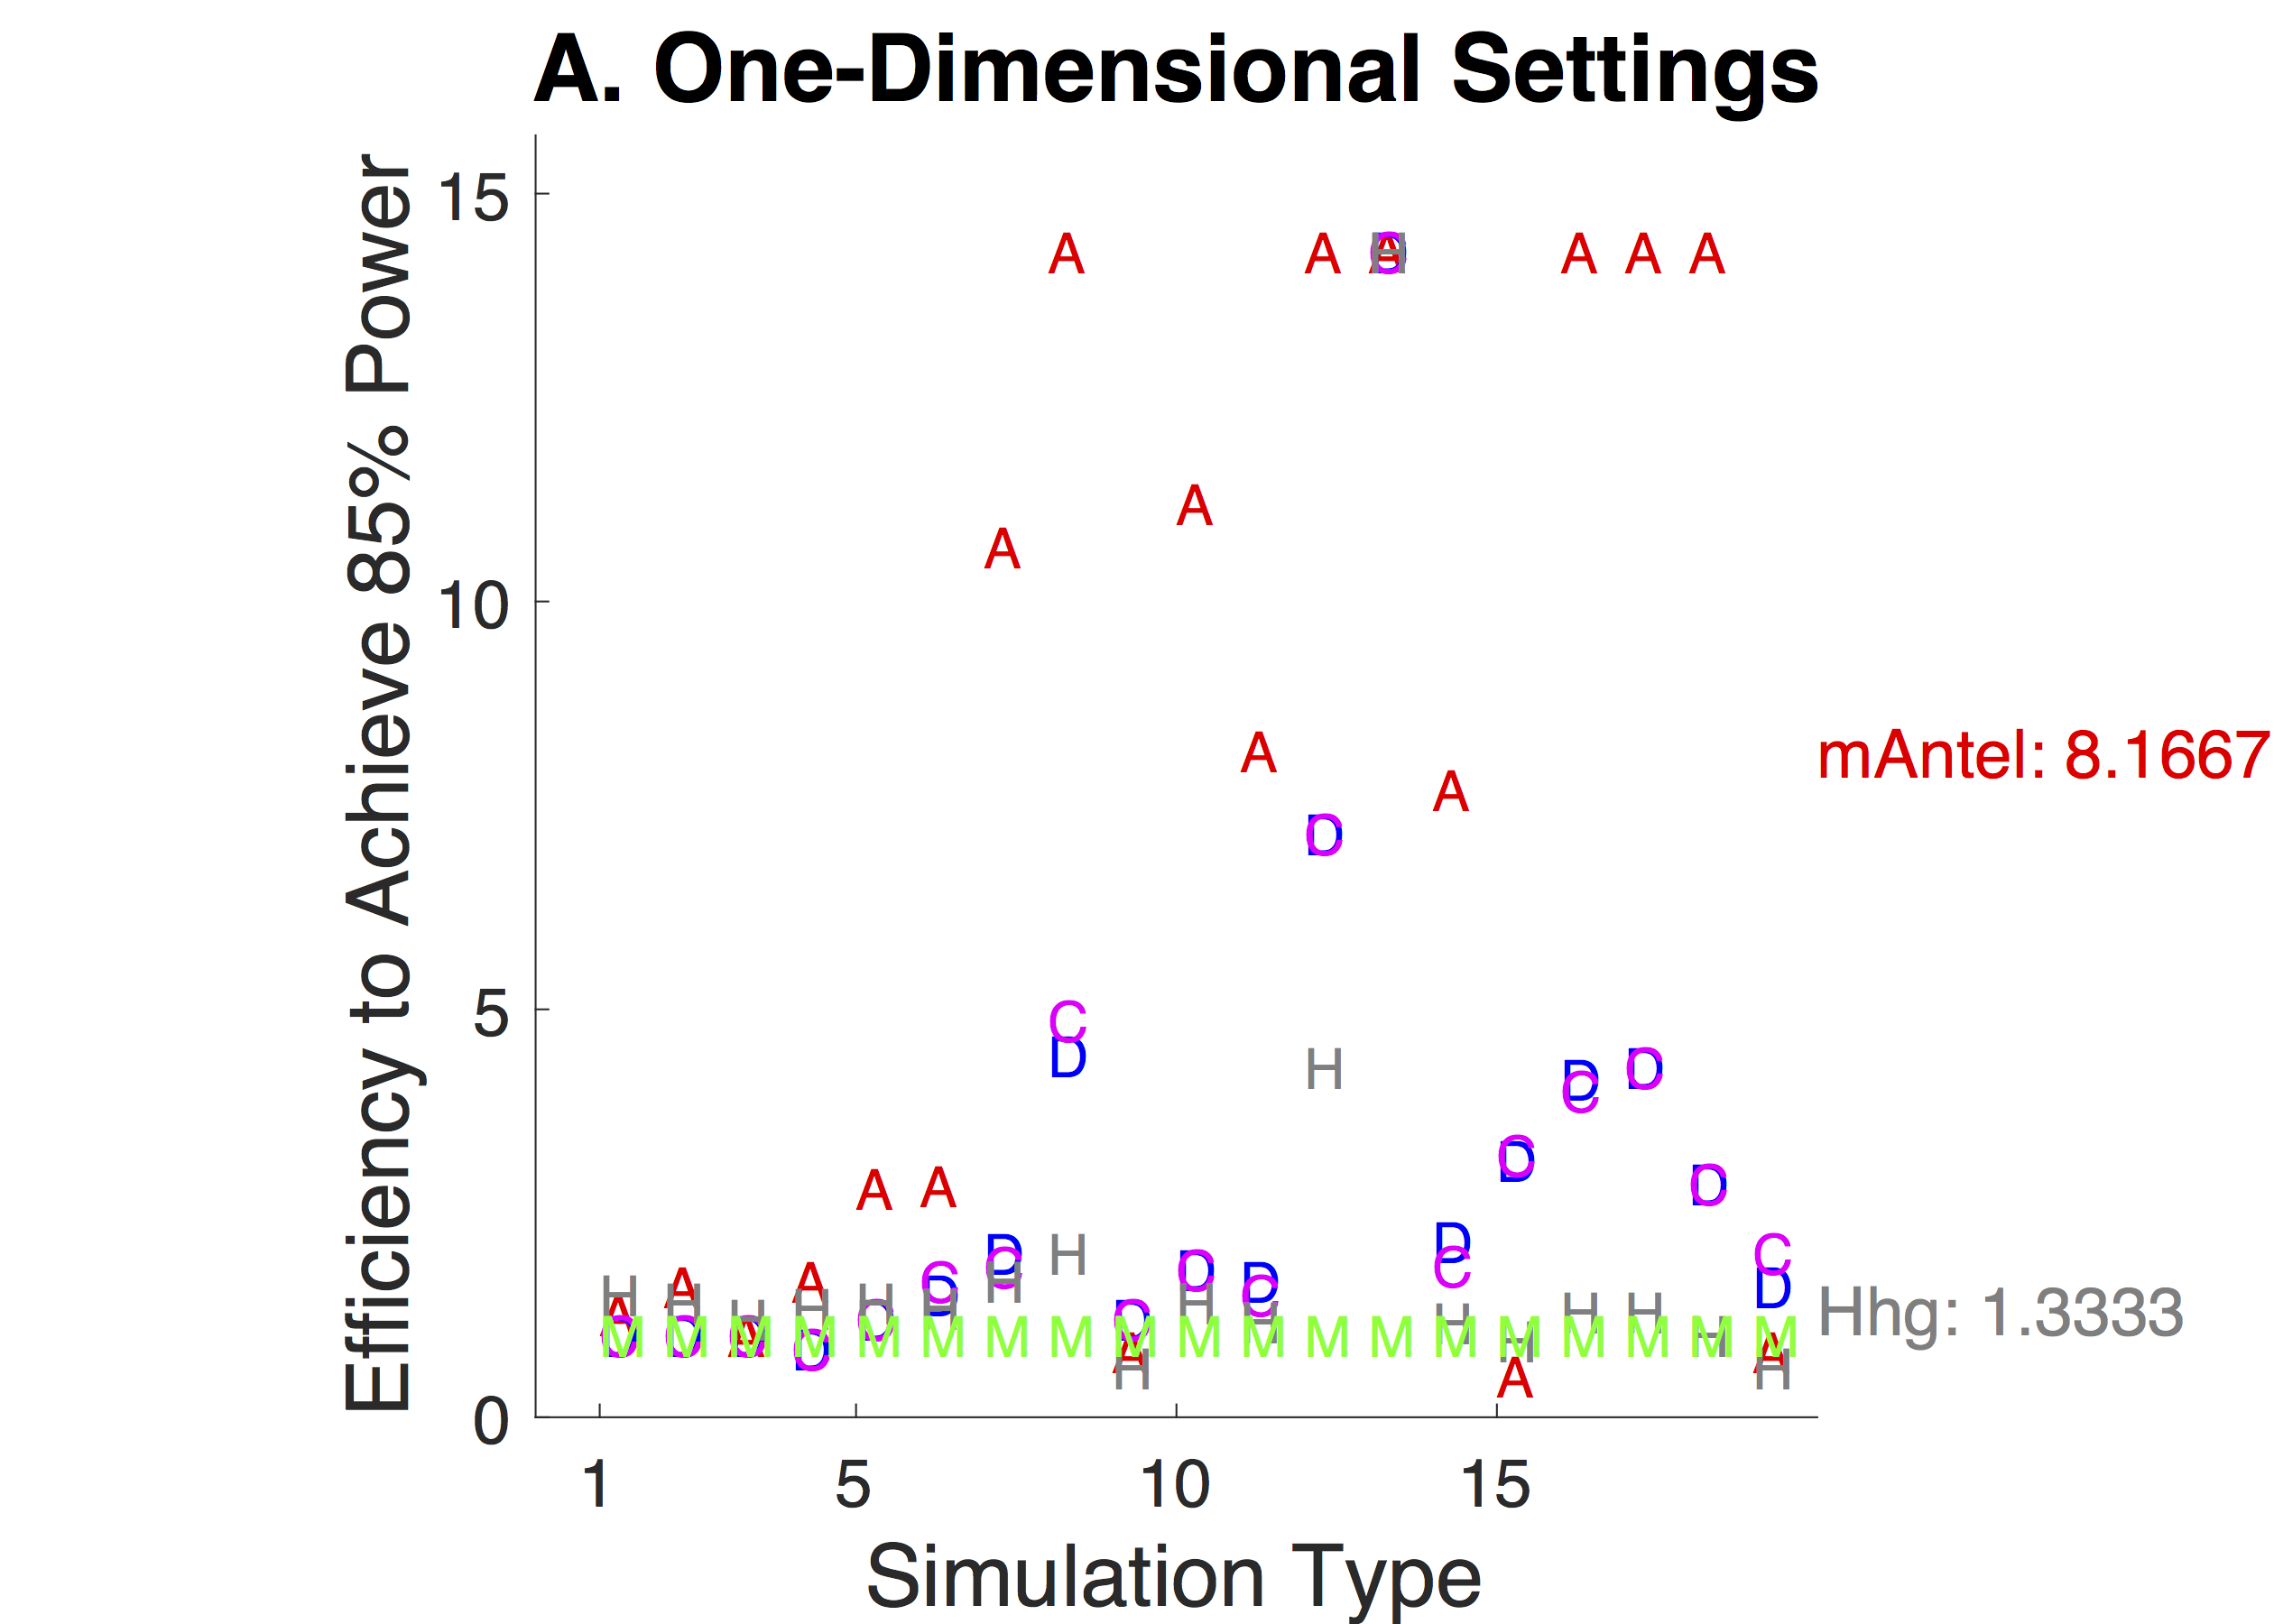 A. One-Dimensional Settings
Efficiency to Achieve 85% Power
15
10
5
0
A A A A A A
D C H
A
A
A
A
D C
C
D
H
D C
D C
D C
D C
A A
D C
H
D C H
D C H
D C H
D C
C D
H A D C M
A H D C M
H A D C M
A H D C M
H D C M
C D H M
M
M
D C M A H
M
M
M
M
H M
H M A
H M
H M
H M
M A H
mAntel: 8.1667
Hhg: 1.3333
1 5 10 15
Simulation Type